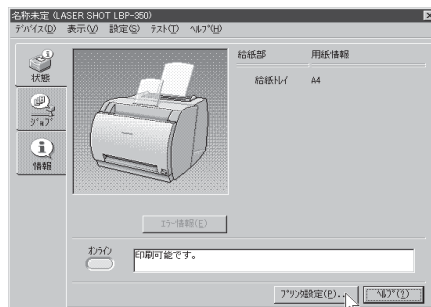 名称未定 (LASER SHOT LBP-350)
ﾃﾞﾊﾞｲｽ(D) 表示(V) 設定(S) ﾃｽﾄ(T) ﾍﾙﾌﾟ(H)
状態
ｼﾞｮﾌﾞ
情報
給紙部 用紙情報
給紙ﾄﾚｲ A4
ｴﾗｰ情報(E)
ｵﾝﾗｲﾝ
印刷可能です。
ﾌﾟﾘﾝﾀ設定(P)... ﾍﾙﾌﾟ(?)